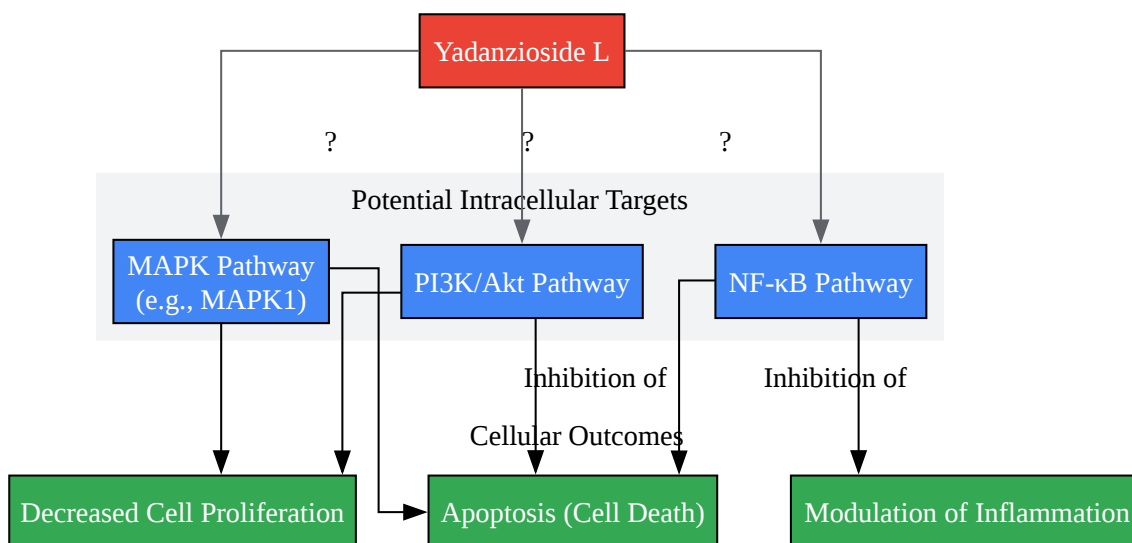 Yadanzioside L
? ? ?
Potential Intracellular Targets
MAPK Pathway
(e.g., MAPK1)
PI3K/Akt Pathway
NF-κB Pathway
Inhibition of
Inhibition of
Cellular Outcomes
Decreased Cell Proliferation
Apoptosis (Cell Death)
Modulation of Inflammation